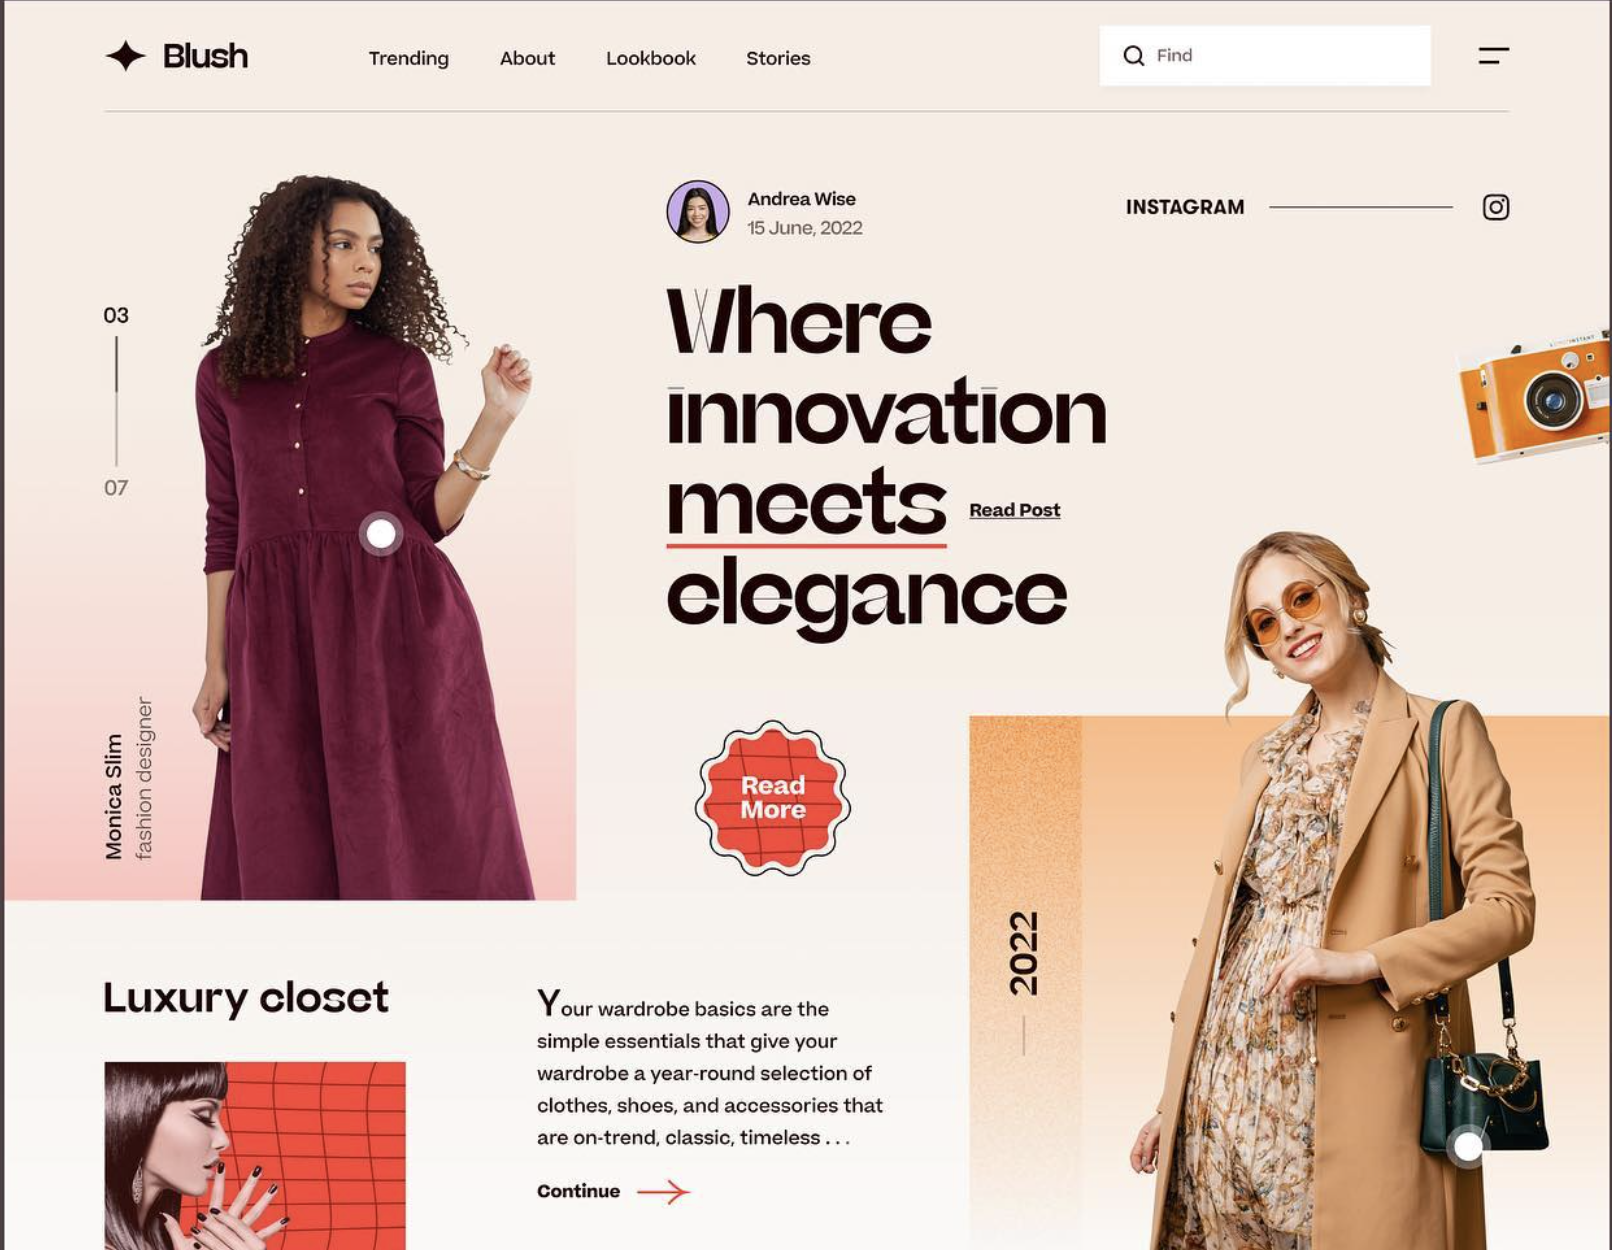 Blush
Trending
About
Lookbook
Stories
Find
Andrea Wise
15 June, 2022
INSTAGRAM
03
07
Where
innovation
meets
Read Post
elegance
Monica Slim
fashion designer
Read
More
2022
Luxury closet
Your wardrobe basics are the
simple essentials that give your
wardrobe a year-round selection of
clothes, shoes, and accessories that
are on-trend, classic, timeless . . .
Continue